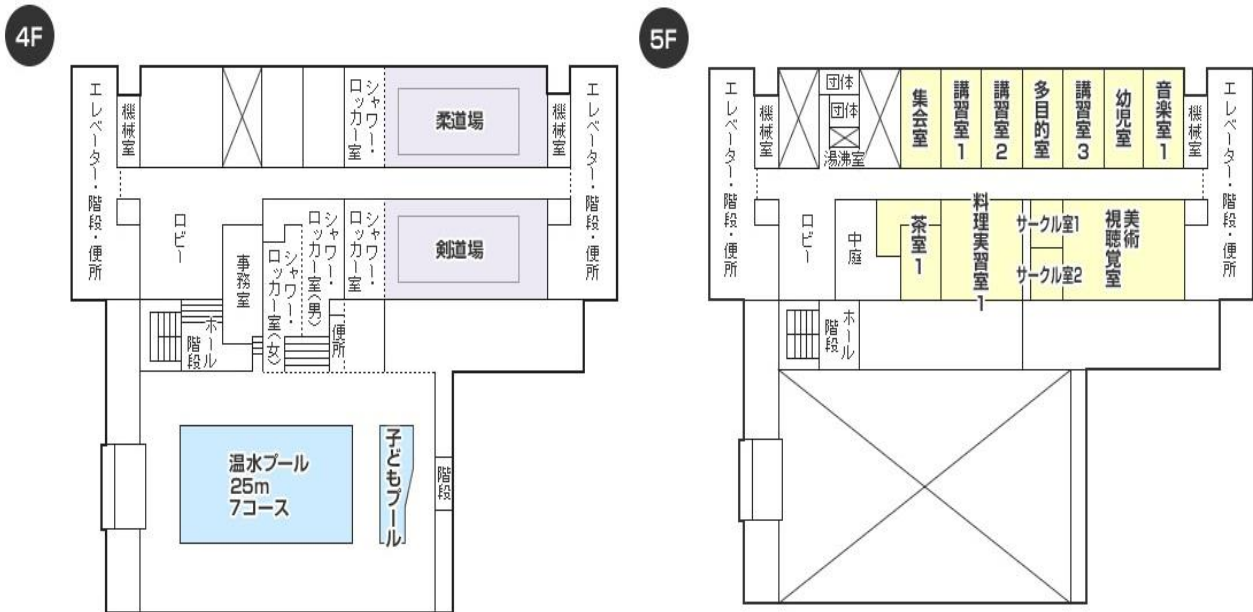 4F
エレベーター・階段・便所
機械室
シャワー・
ロッカー室
柔道場
機械室
エレベーター・階段・便所
ロビー
事務室
シャワー・
ロッカー室(女)
シャワー・
ロッカー室(男)
シャワー・
ロッカー室
剣道場
ホール
階段
便所
温水プール
25m
7コース
子どもプール
階段
5F
エレベーター・階段・便所
機械室
団体
団体
湯沸室
集会室
講習室1
講習室2
多目的室
講習室3
幼児室
音楽室1
機械室
エレベーター・階段・便所
ロビー
中庭
茶室1
料理実習室1
サークル室1
サークル室2
美術
視聴覚室
ホール
階段